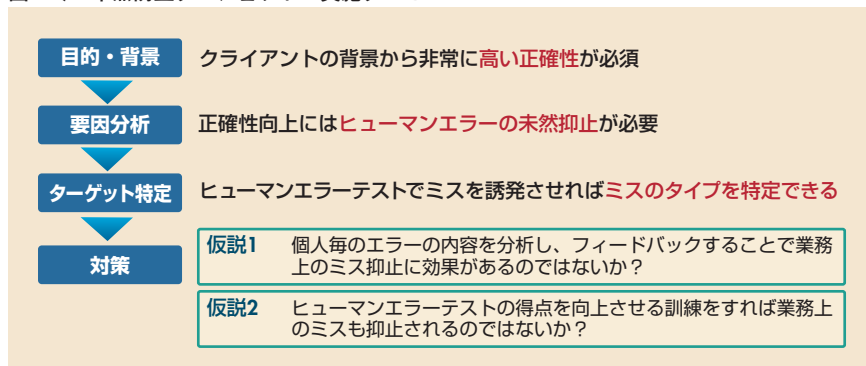 目的・背景 クライアントの背景から非常に高い正確性が必須
要因分析 正確性向上にはヒューマンエラーの未然抑止が必要
ターゲット特定 ヒューマンエラーテストでミスを誘発させればミスのタイプを特定できる
対策
仮説1 個人毎のエラーの内容を分析し、フィードバックすることで業務
上のミス抑止に効果があるのではないか？
仮説2 ヒューマンエラーテストの得点を向上させる訓練をすれば業務上
のミスも抑止されるのではないか？